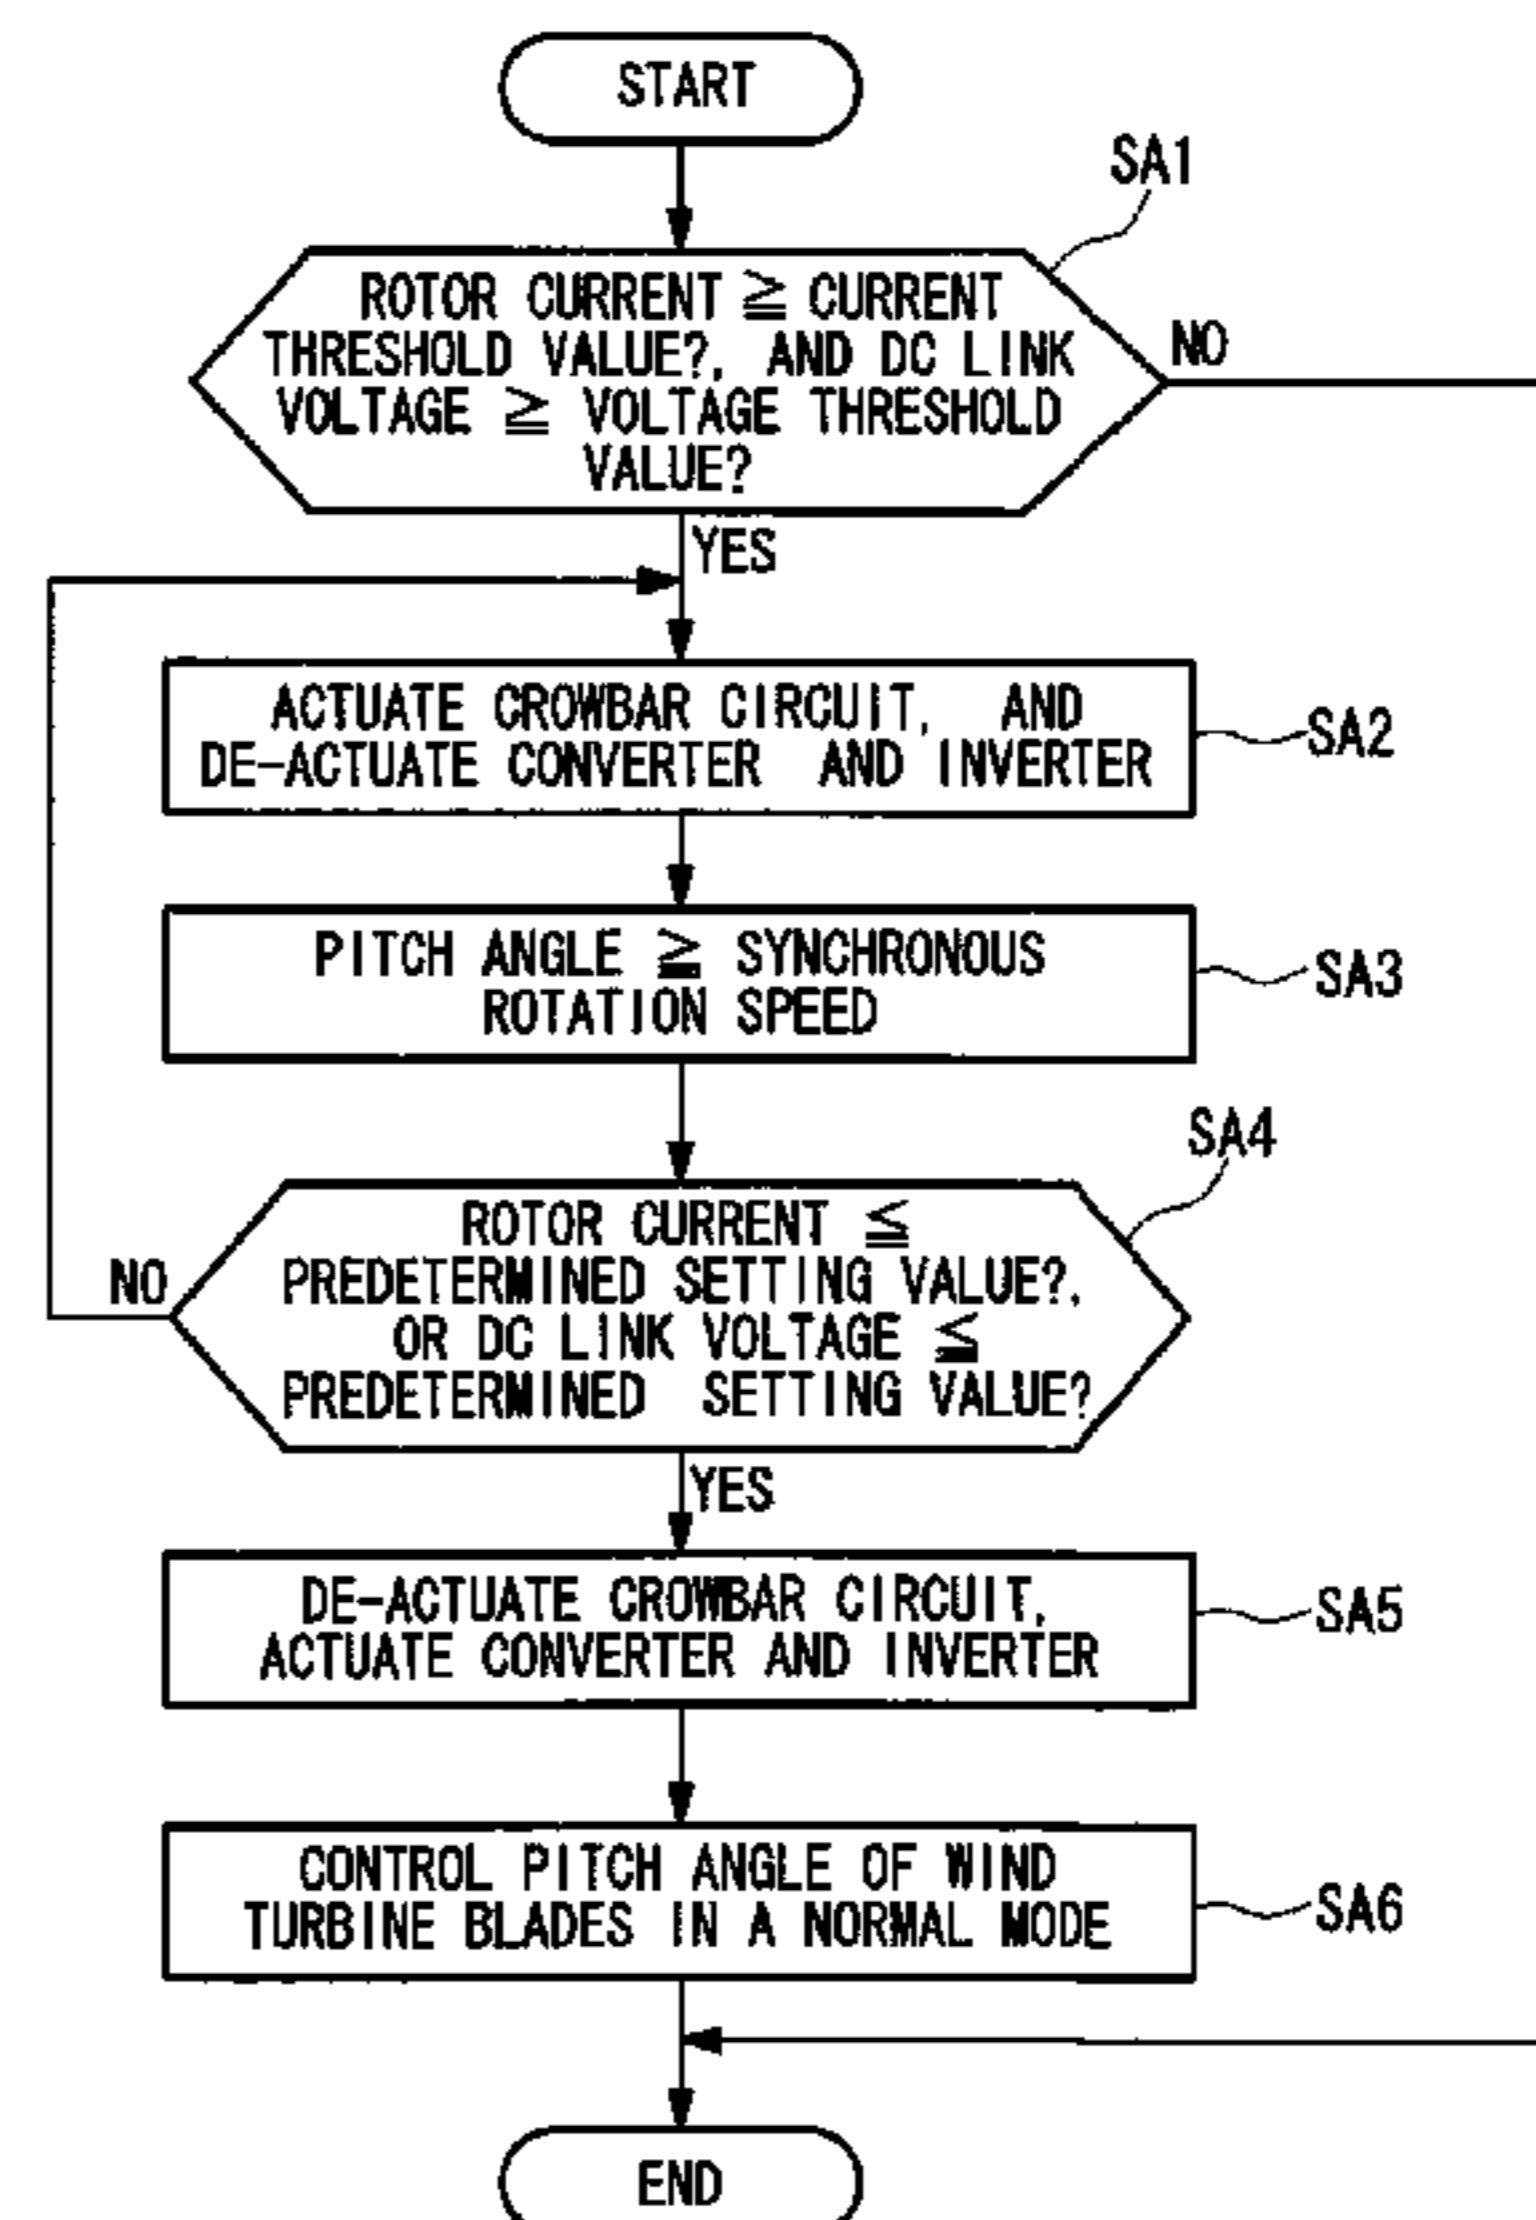 START
SA1
ROTOR CURRENT ≧ CURRENT
THRESHOLD VALUE?, AND DC LINK
VOLTAGE ≧ VOLTAGE THRESHOLD
VALUE?
NO
YES
ACTUATE CROWBAR CIRCUIT, AND
DE-ACTUATE CONVERTER AND INVERTER
SA2
PITCH ANGLE ≧ SYNCHRONOUS
ROTATION SPEED
SA3
SA4
ROTOR CURRENT ≦
PREDETERMINED SETTING VALUE?,
OR DC LINK VOLTAGE ≦
PREDETERMINED SETTING VALUE?
NO
YES
DE-ACTUATE CROWBAR CIRCUIT,
ACTUATE CONVERTER AND INVERTER
SA5
CONTROL PITCH ANGLE OF WIND
TURBINE BLADES IN A NORMAL MODE
SA6
END